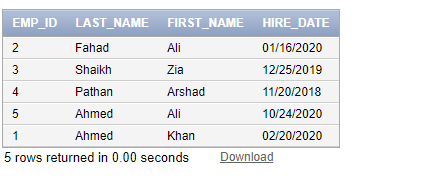 EMP_ID LAST_NAME FIRST_NAME HIRE_DATE
2 Fahad Ali 01/16/2020
3 Shaikh Zia 12/25/2019
4 Pathan Arshad 11/20/2018
5 Ahmed Ali 10/24/2020
1 Ahmed Khan 02/20/2020
5 rows returned in 0.00 seconds Download